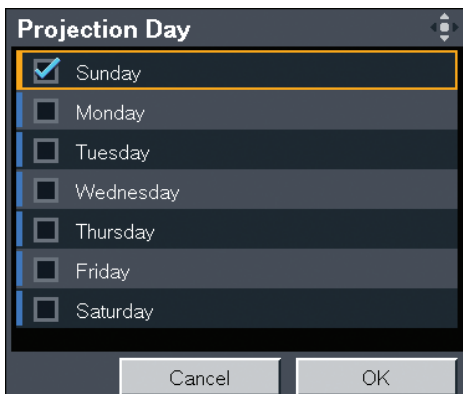 Projection Day
Sunday
Monday
Tuesday
Wednesday
Thursday
Friday
Saturday
Cancel OK